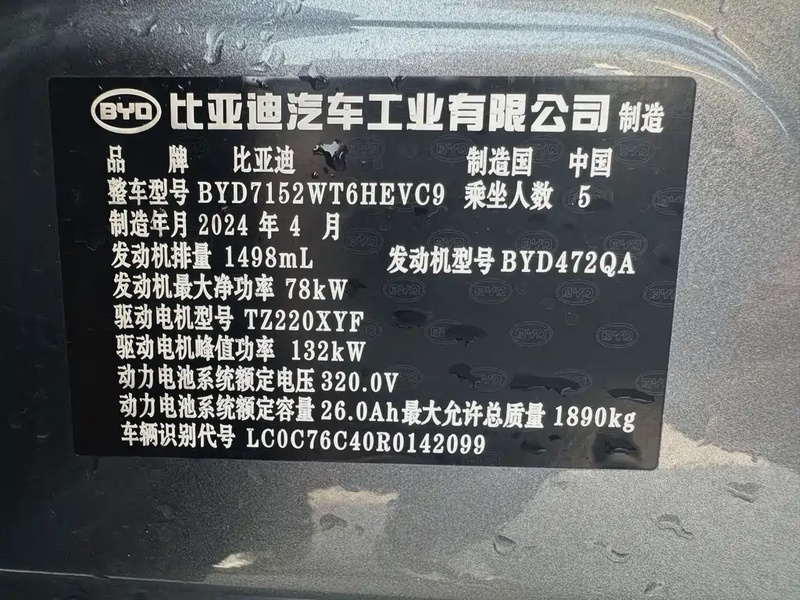 BYD 比亚迪汽车工业有限公司 制造
品 牌 比亚迪 制造国 中国
整车型号 BYD7152WT6HEVC9 乘坐人数 5
制造年月 2024 年 4 月
发动机排量 1498mL 发动机型号 BYD472QA
发动机最大净功率 78kW
驱动电机型号 TZ220XYF
驱动电机峰值功率 132kW
动力电池系统额定电压 320.0V
动力电池系统额定容量 26.0Ah 最大允许总质量 1890kg
车辆识别代号 LC0C76C40R0142099